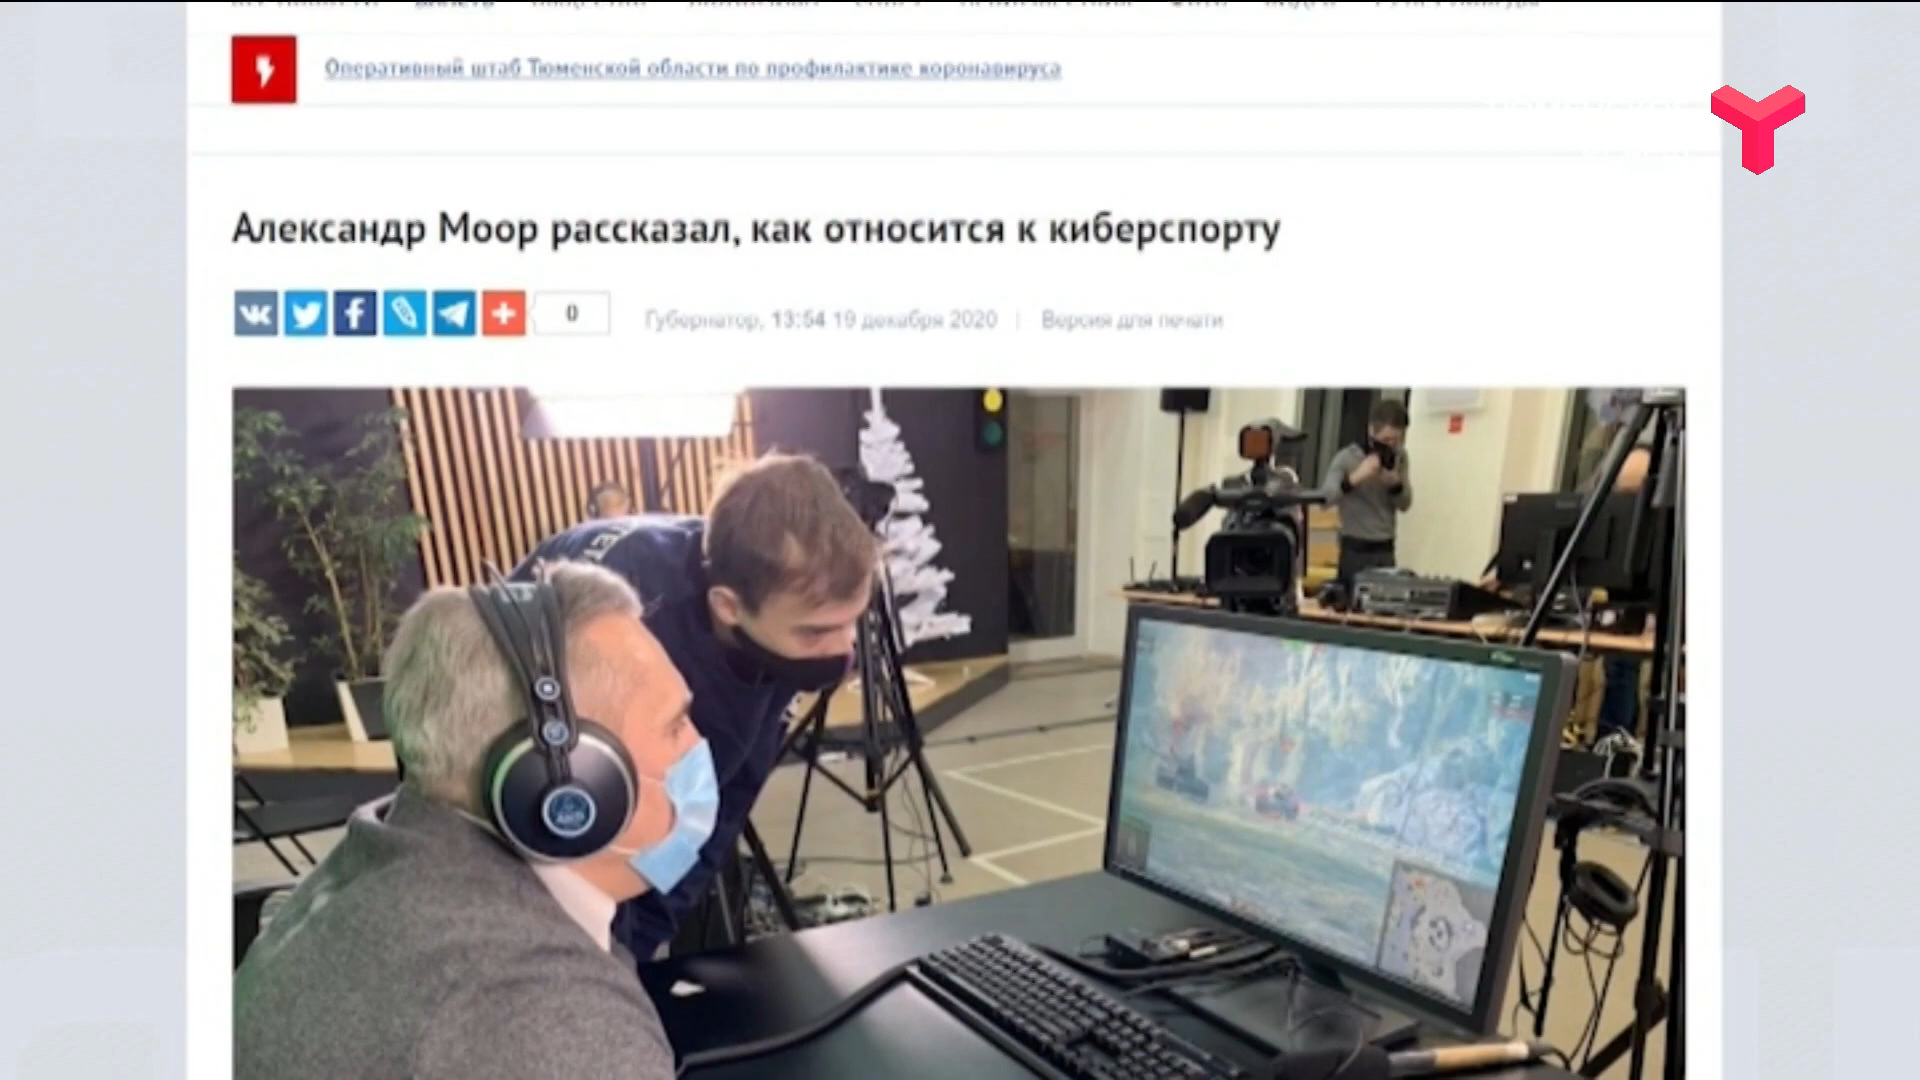 Оперативный штаб Тюменской области по профилактике коронавируса
Александр Моор рассказал, как относится к киберспорту
0
Губернатор, 13:54 19 декабря 2020 | Версия для печати